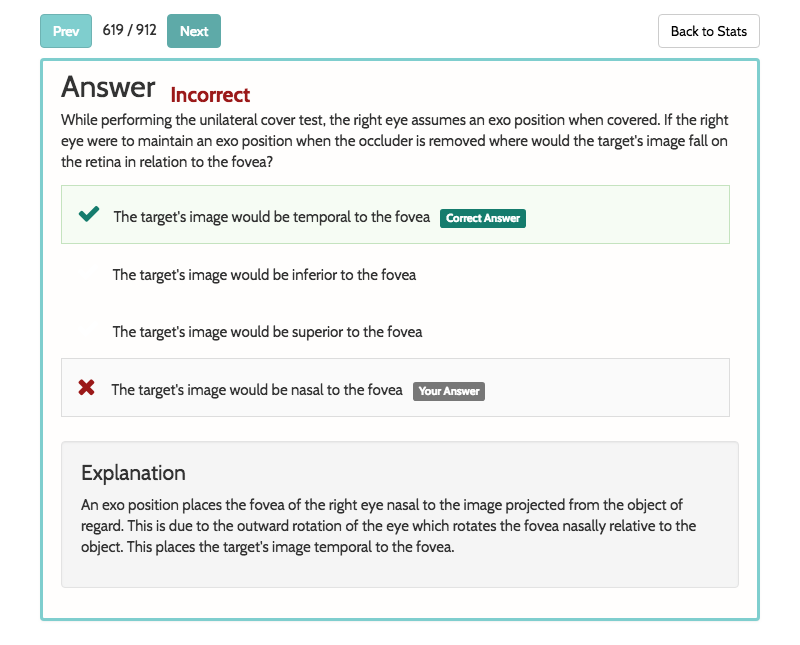 Prev 619 / 912 Next Back to Stats
Answer Incorrect
While performing the unilateral cover test, the right eye assumes an exo position when covered. If the right
eye were to maintain an exo position when the occluder is removed where would the target's image fall on
the retina in relation to the fovea?
The target's image would be temporal to the fovea Correct Answer
The target's image would be inferior to the fovea
The target's image would be superior to the fovea
The target's image would be nasal to the fovea Your Answer
Explanation
An exo position places the fovea of the right eye nasal to the image projected from the object of
regard. This is due to the outward rotation of the eye which rotates the fovea nasally relative to the
object. This places the target's image temporal to the fovea.